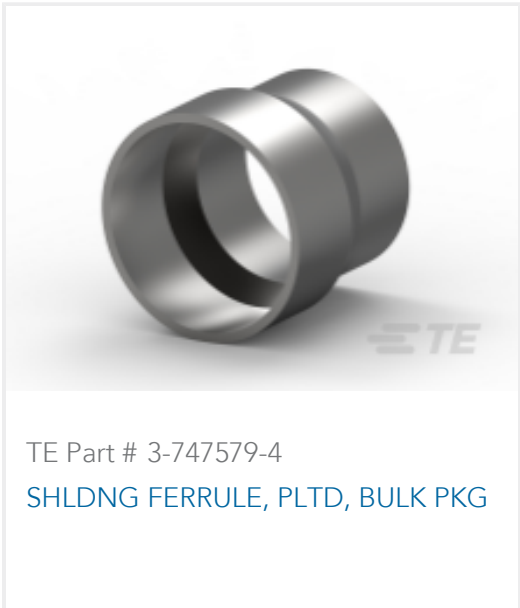 TE
TE Part # 3-747579-4
SHLDNG FERRULE, PLTD, BULK PKG